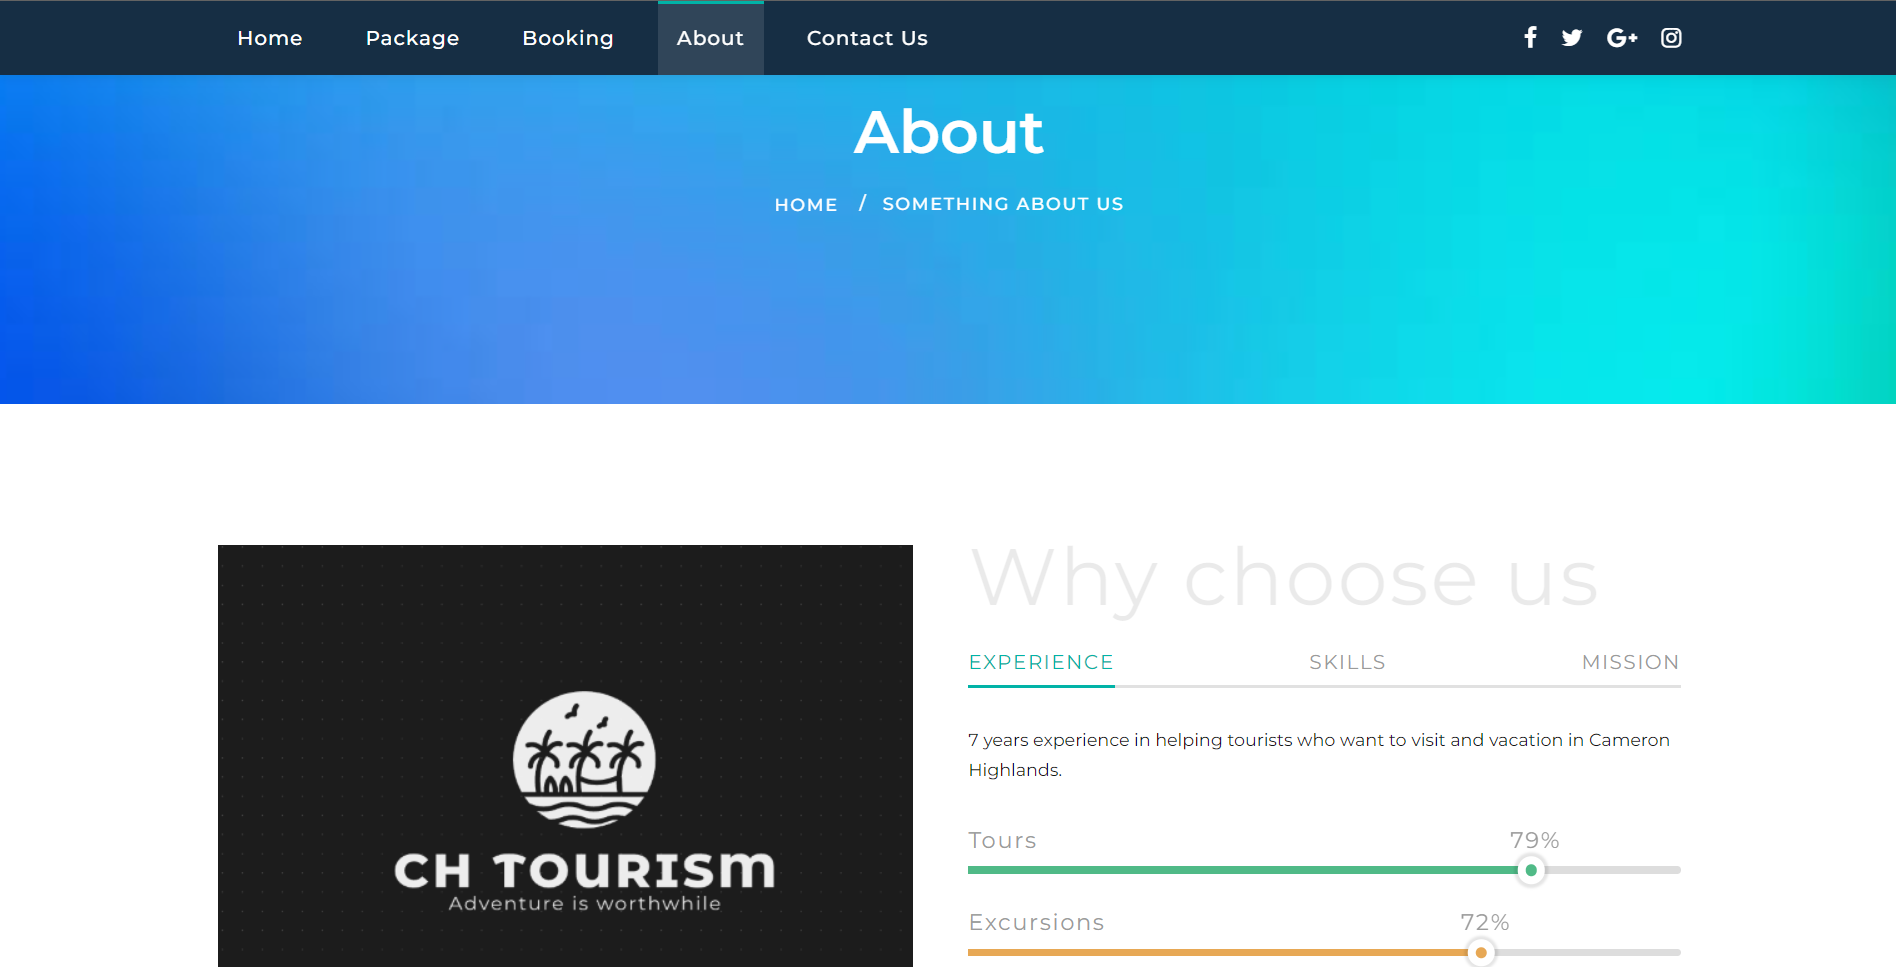 Home Package Booking About Contact Us
About
HOME / SOMETHING ABOUT US
CH TOURISM
Adventure is worthwhile
Why choose us
EXPERIENCE SKILLS MISSION
7 years experience in helping tourists who want to visit and vacation in Cameron
Highlands.
Tours 79%
Excursions 72%